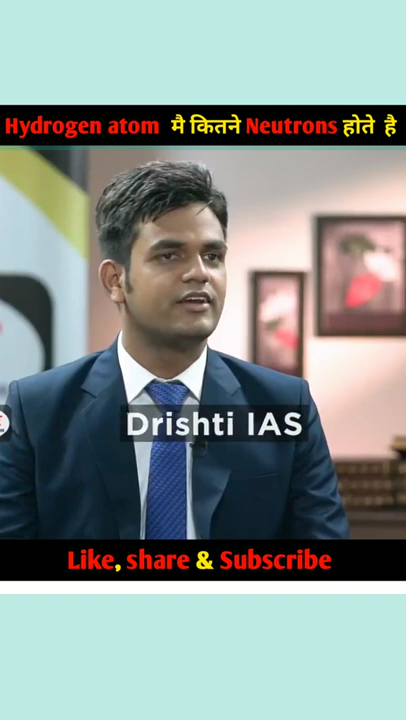 Hydrogen atom मै कितने Neutrons होते है
Drishti IAS
Like, share & Subscribe